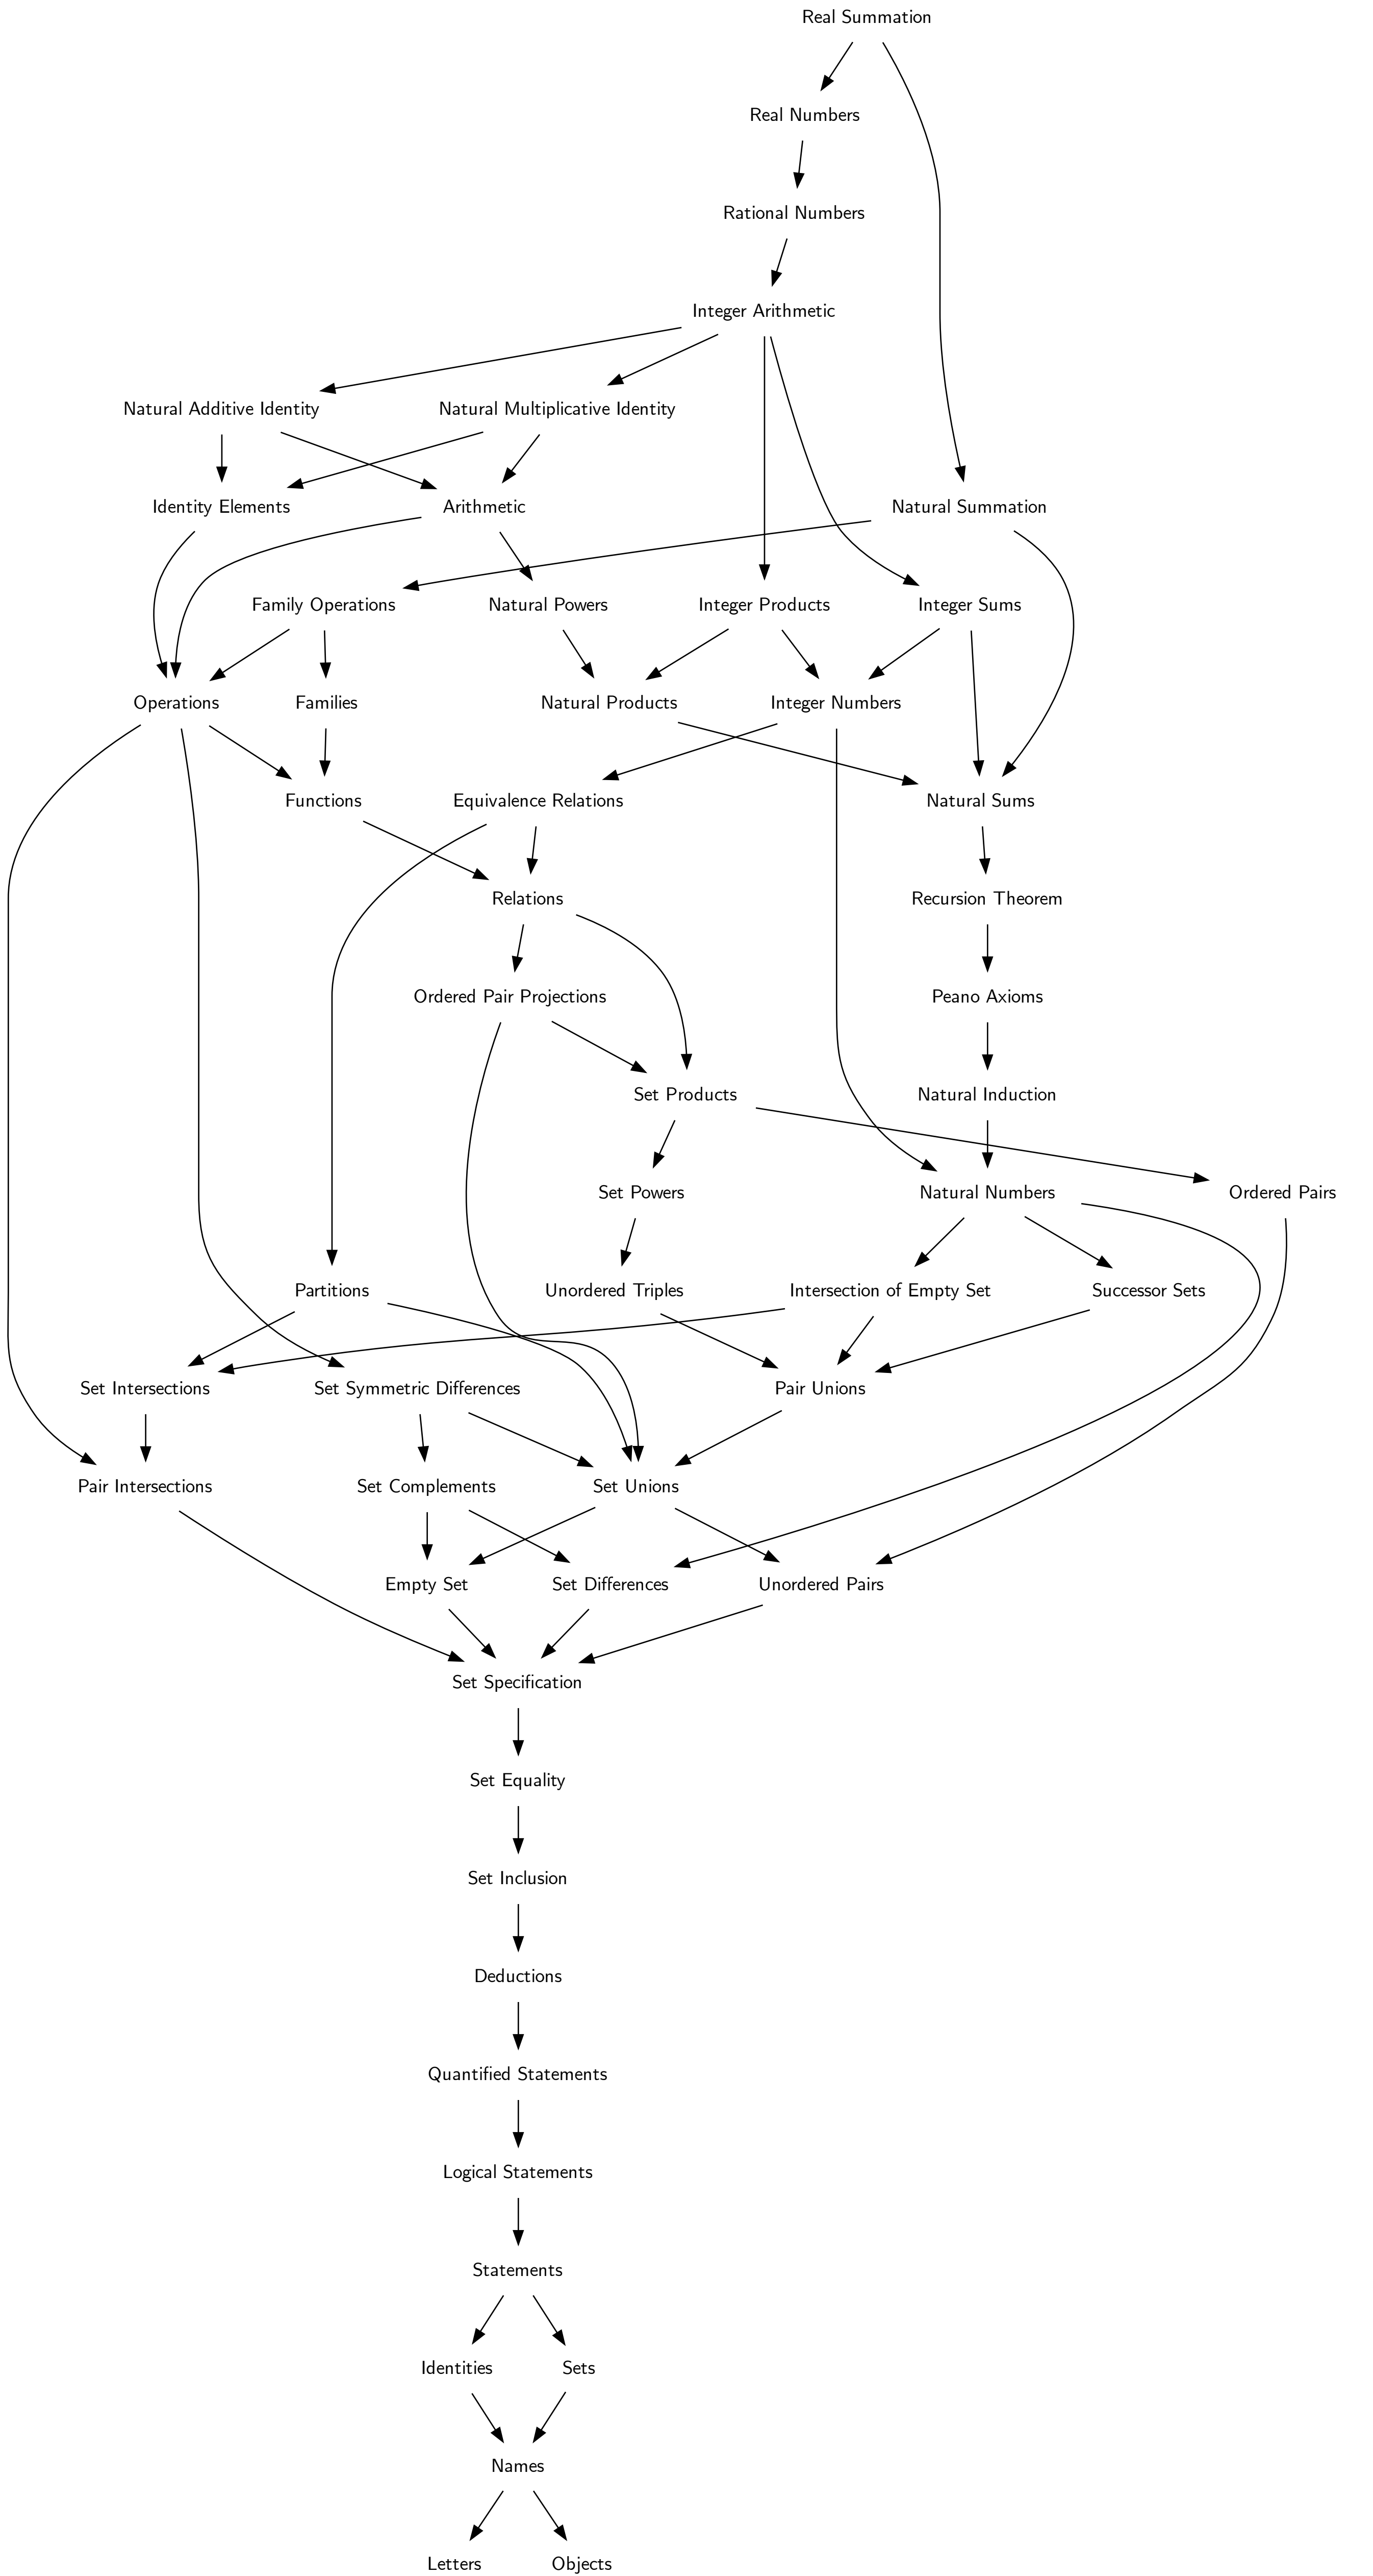 Real Summation
Real Numbers
Rational Numbers
Integer Arithmetic
Natural Additive Identity
Natural Multiplicative Identity
Identity Elements
Arithmetic
Natural Summation
Family Operations
Natural Powers
Integer Products
Integer Sums
Operations
Families
Natural Products
Integer Numbers
Functions
Equivalence Relations
Natural Sums
Relations
Recursion Theorem
Ordered Pair Projections
Peano Axioms
Set Products
Natural Induction
Set Powers
Natural Numbers
Ordered Pairs
Partitions
Unordered Triples
Intersection of Empty Set
Successor Sets
Set Intersections
Set Symmetric Differences
Pair Unions
Pair Intersections
Set Complements
Set Unions
Empty Set
Set Differences
Unordered Pairs
Set Specification
Set Equality
Set Inclusion
Deductions
Quantified Statements
Logical Statements
Statements
Identities
Sets
Names
Letters
Objects